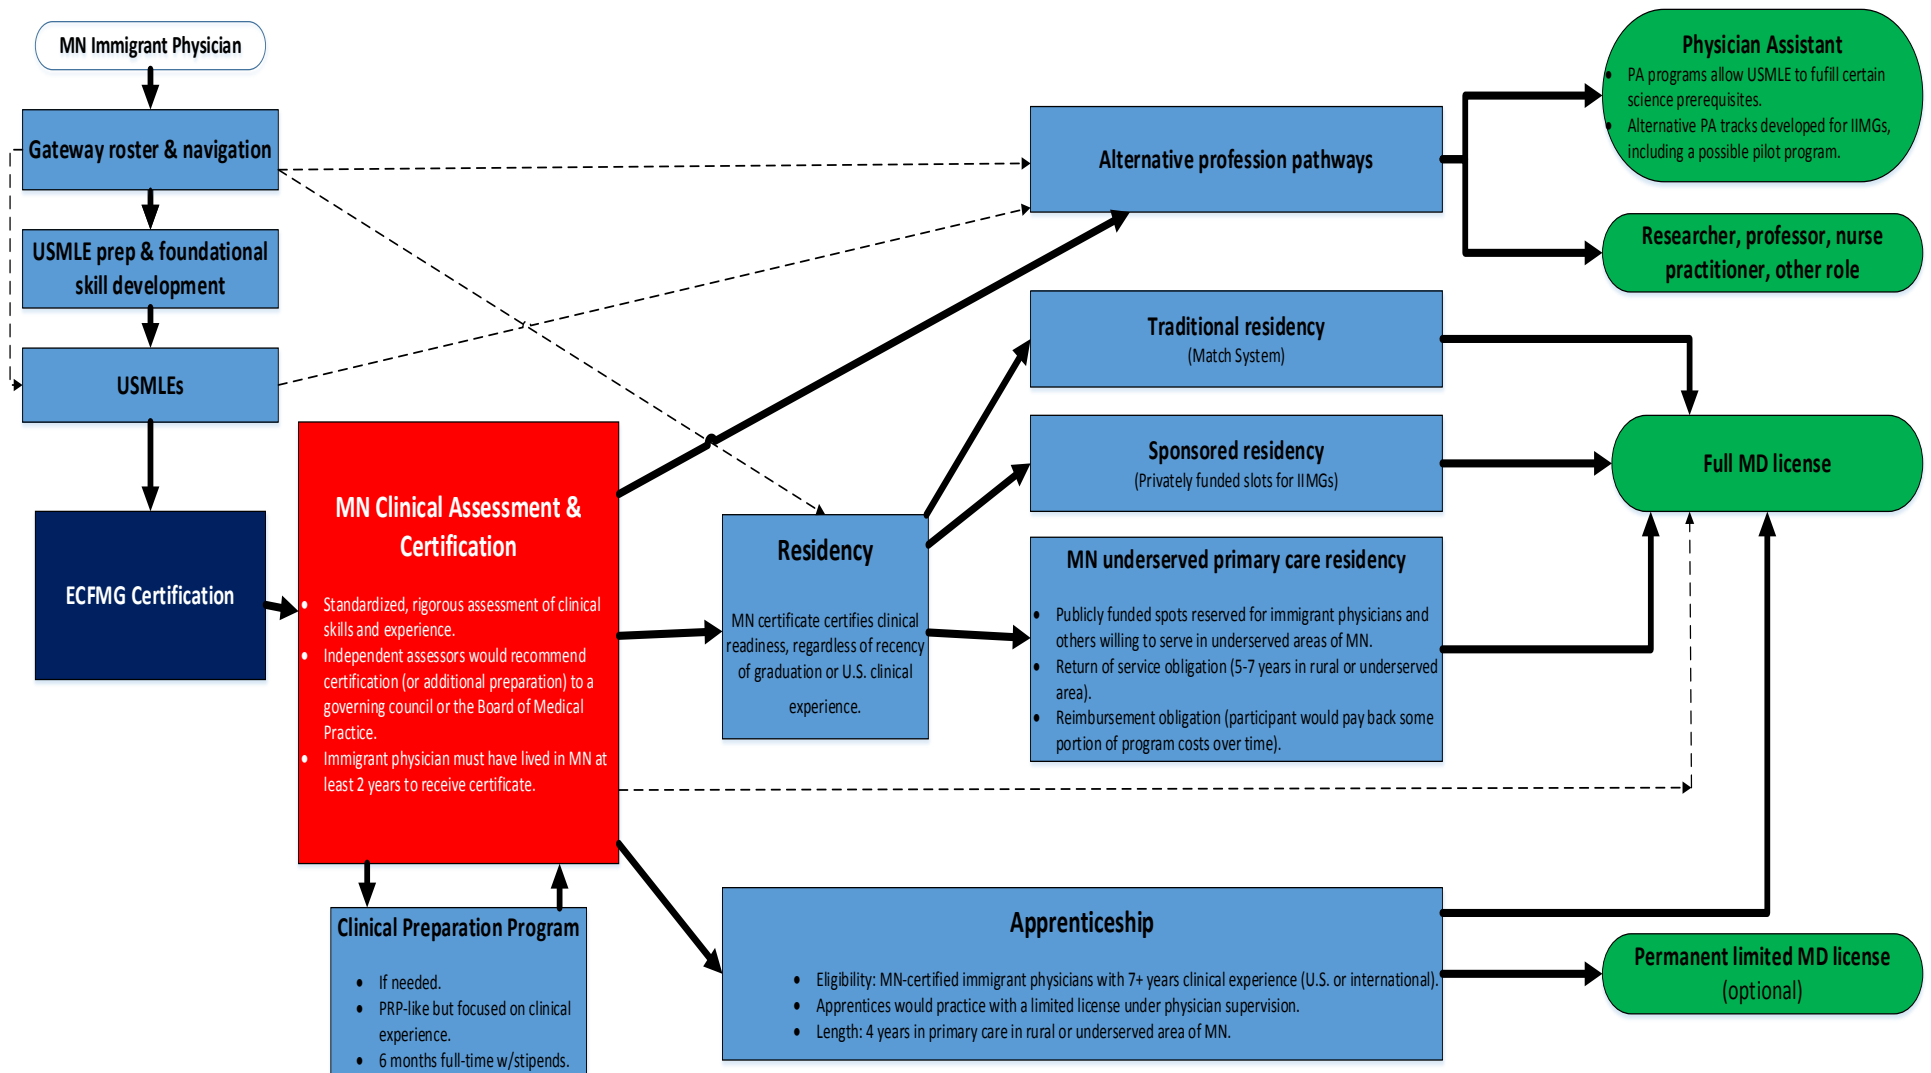 MN Immigrant Physician
Gateway roster & navigation
USMLE prep & foundational
skill development
USMLEs
ECFMG Certification
MN Clinical Assessment &
Certification
• Standardized, rigorous assessment of clinical
skills and experience.
• Independent assessors would recommend
certification (or additional preparation) to a
governing council or the Board of Medical
Practice.
• Immigrant physician must have lived in MN at
least 2 years to receive certificate.
Clinical Preparation Program
• If needed.
• PRP-like but focused on clinical
experience.
• 6 months full-time w/stipends.
Residency
MN certificate certifies clinical
readiness, regardless of recency
of graduation or U.S. clinical
experience.
Alternative profession pathways
Traditional residency
(Match System)
Sponsored residency
(Privately funded slots for IIMGs)
MN underserved primary care residency
• Publicly funded spots reserved for immigrant physicians and
others willing to serve in underserved areas of MN.
• Return of service obligation (5-7 years in rural or underserved
area).
• Reimbursement obligation (participant would pay back some
portion of program costs over time).
Apprenticeship
• Eligibility: MN-certified immigrant physicians with 7+ years clinical experience (U.S. or international).
• Apprentices would practice with a limited license under physician supervision.
• Length: 4 years in primary care in rural or underserved area of MN.
Physician Assistant
• PA programs allow USMLE to fufill certain
science prerequisites.
• Alternative PA tracks developed for IIMGs,
including a possible pilot program.
Researcher, professor, nurse
practitioner, other role
Full MD license
Permanent limited MD license
(optional)